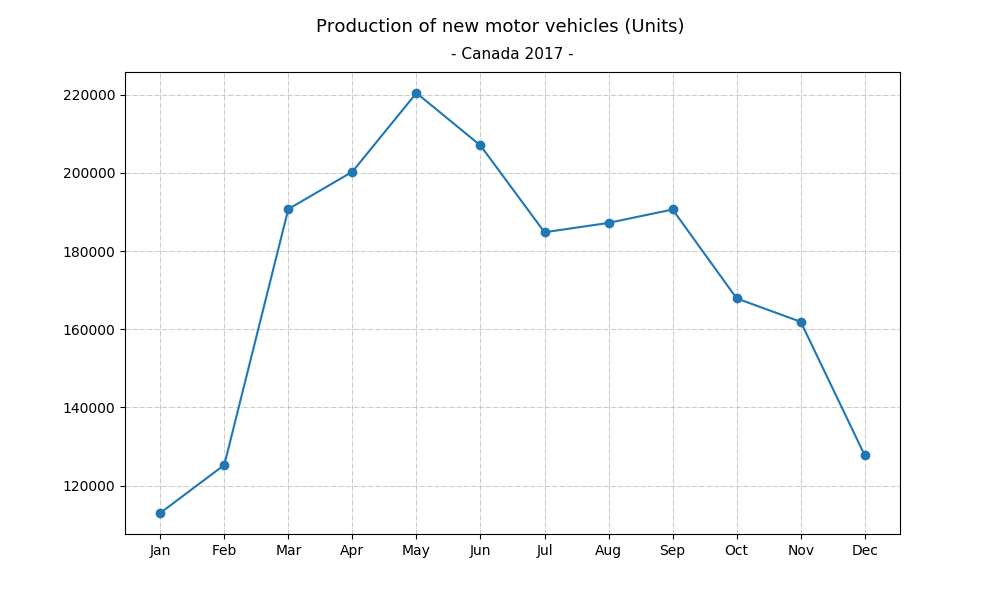 Production of new motor vehicles (Units)
- Canada 2017 -
220000
200000
180000
160000
140000
120000
Jan Feb Mar Apr May Jun Jul Aug Sep Oct Nov Dec